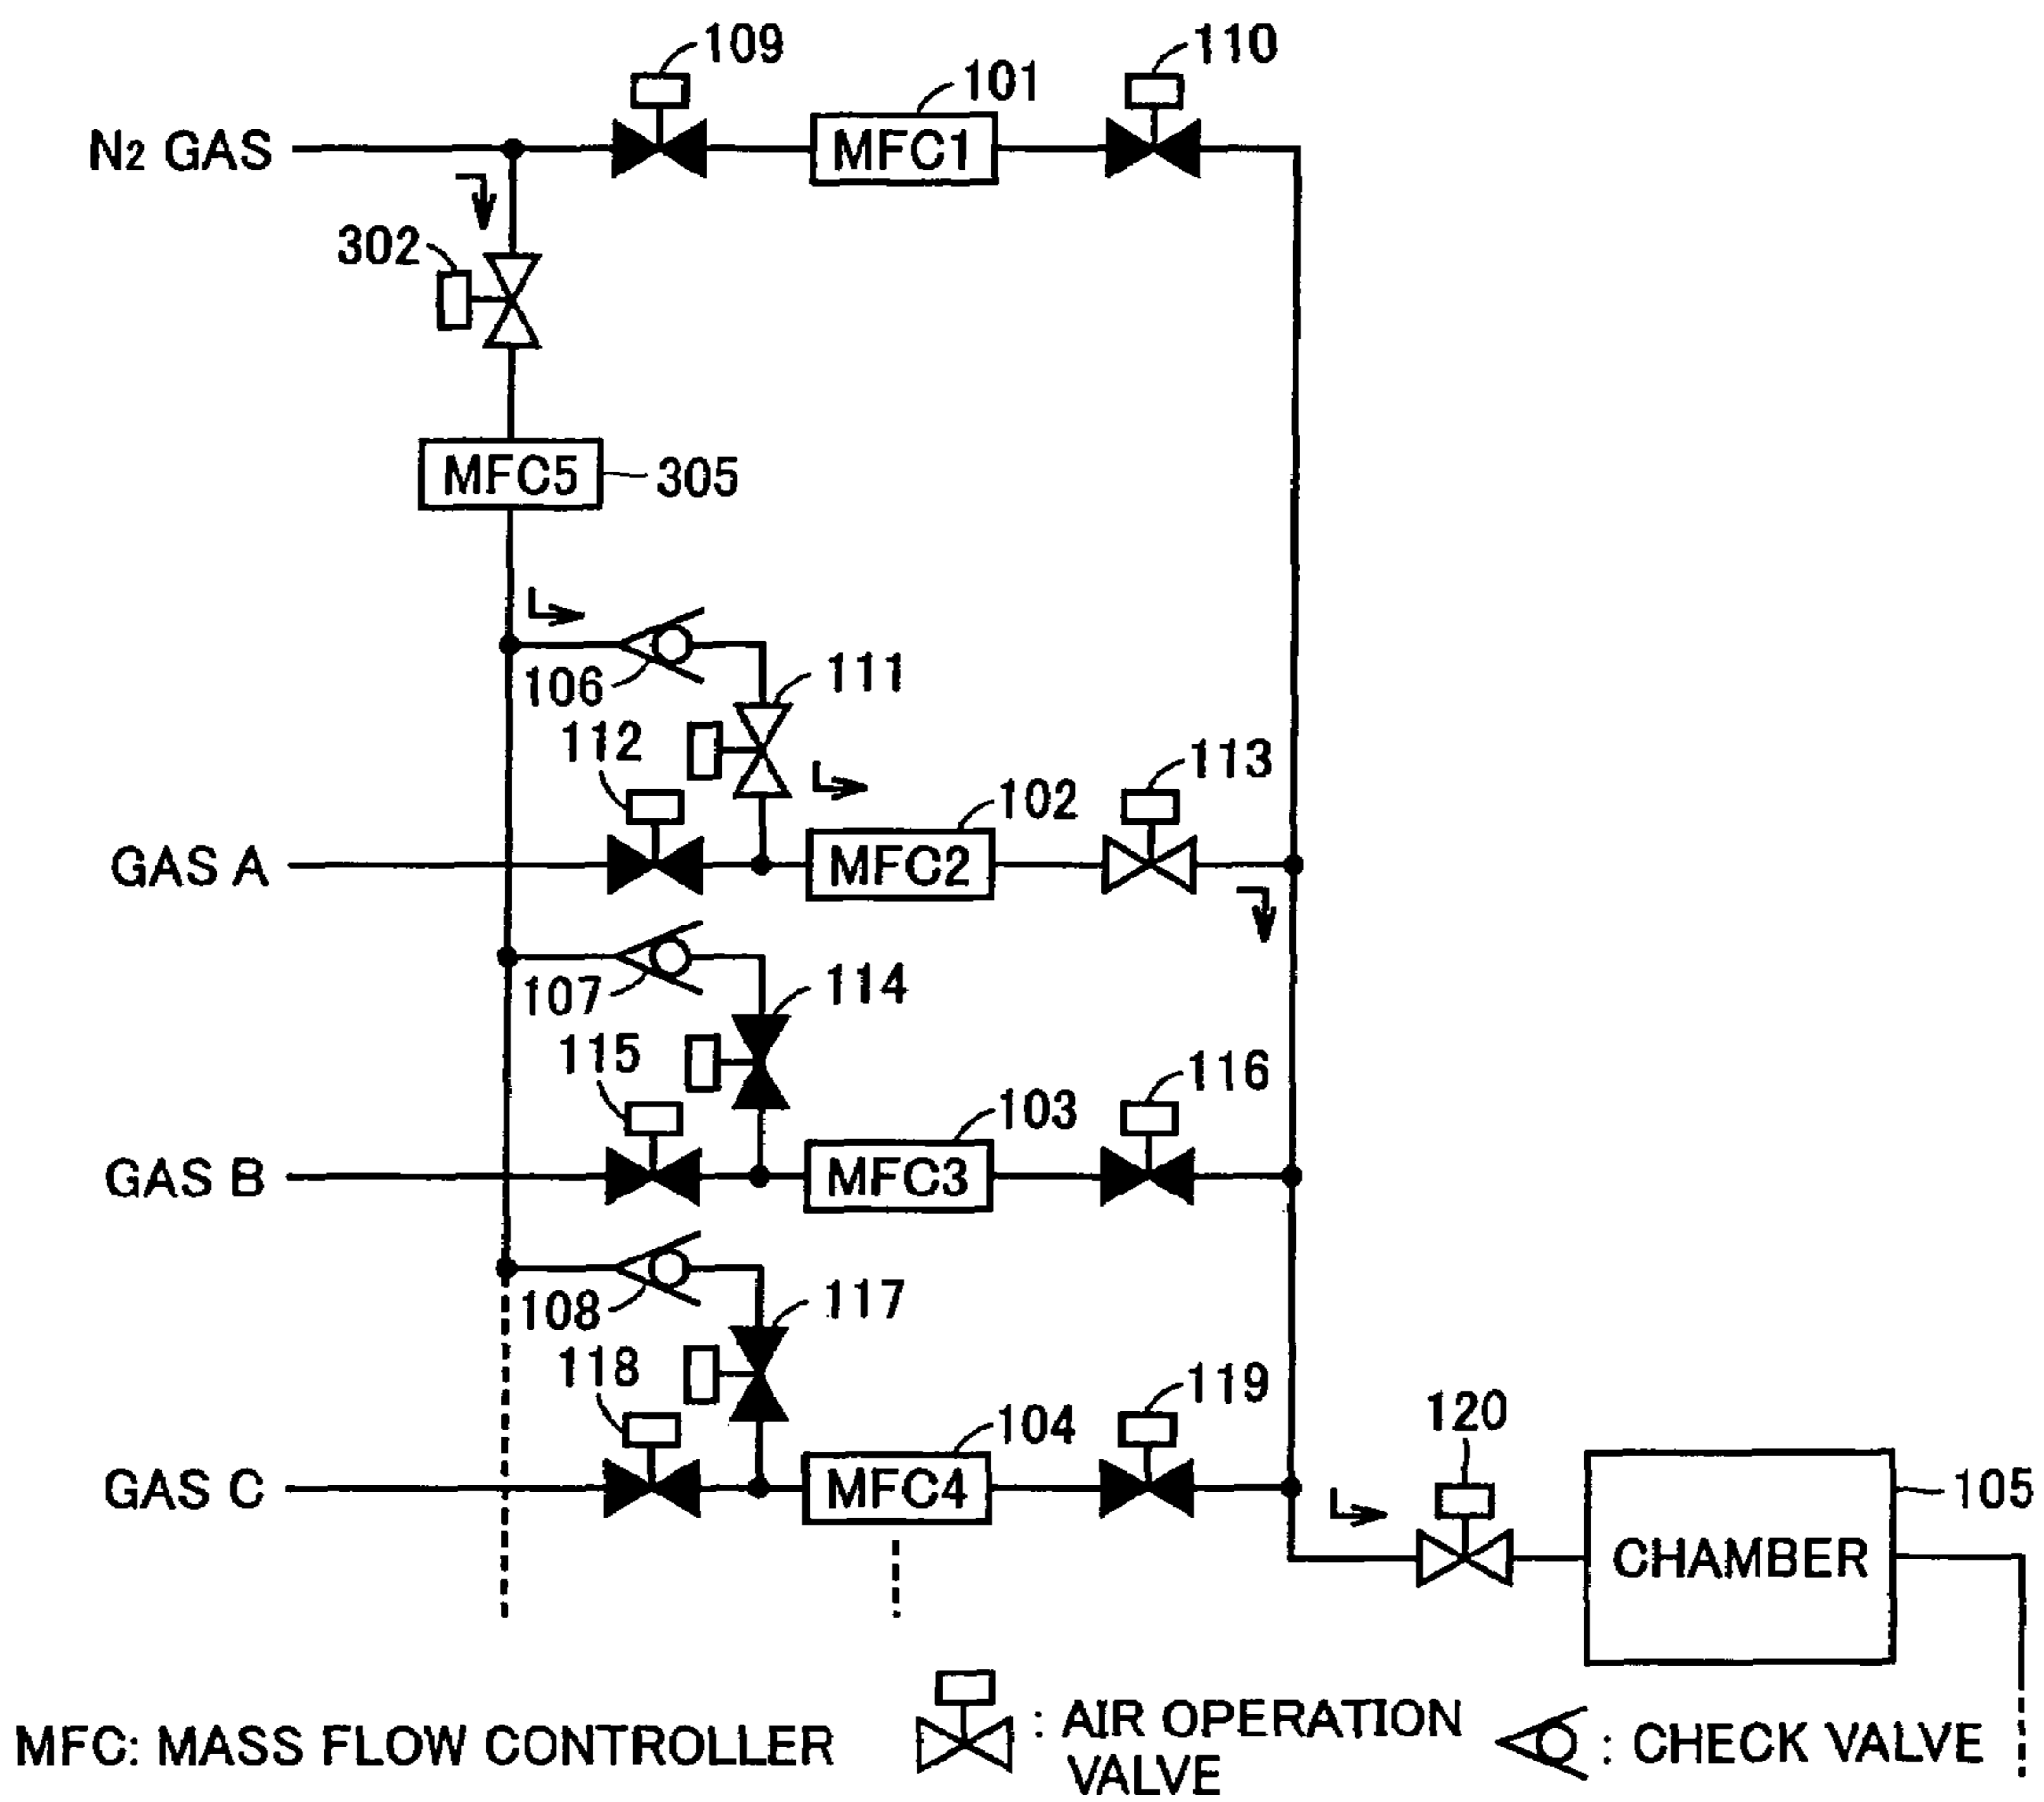 109
110
101
N2 GAS
MFC1
302
MFC5
305
106
111
112
113
102
GAS A
MFC2
107
114
115
116
103
GAS B
MFC3
108
117
118
119
104
120
GAS C
MFC4
105
CHAMBER
MFC: MASS FLOW CONTROLLER
: AIR OPERATION
VALVE
: CHECK VALVE